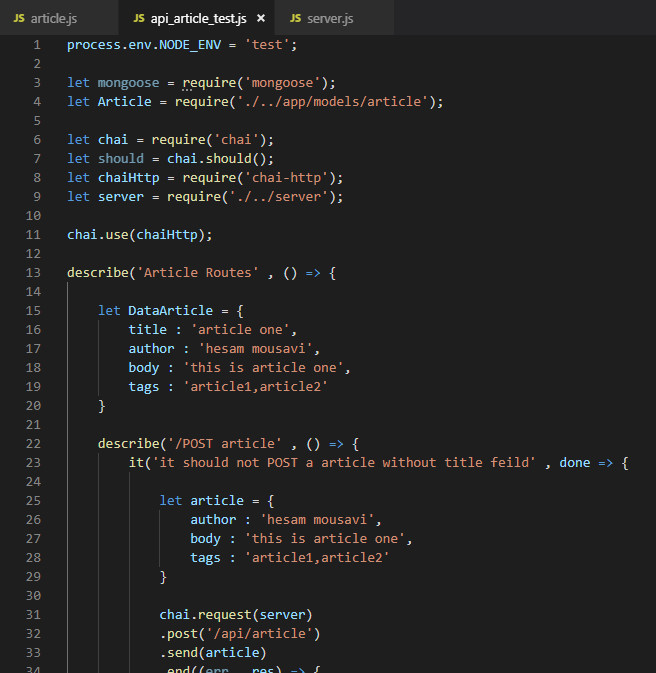 JS article.js JS api_article_test.js × JS server.js
1 process.env.NODE_ENV = 'test';
2
3 let mongoose = require('mongoose');
4 let Article = require('./../app/models/article');
5
6 let chai = require('chai');
7 let should = chai.should();
8 let chaiHttp = require('chai-http');
9 let server = require('./../server');
10
11 chai.use(chaiHttp);
12
13 describe('Article Routes' , () => {
14
15     let DataArticle = {
16         title : 'article one',
17         author : 'hesam mousavi',
18         body : 'this is article one',
19         tags : 'article1,article2'
20     }
21
22     describe('/POST article' , () => {
23         it('it should not POST a article without title feild' , done => {
24
25             let article = {
26                 author : 'hesam mousavi',
27                 body : 'this is article one',
28                 tags : 'article1,article2'
29             }
30
31             chai.request(server)
32             .post('/api/article')
33             .send(article)
34             .end((err , res) => {